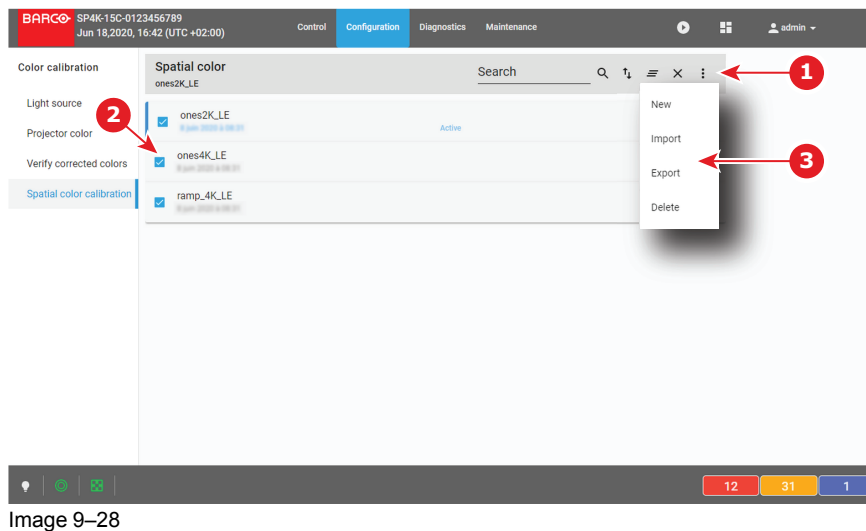 BARCO SP4K-15C-0123456789
Jun 18,2020, 16:42 (UTC +02:00)
Control Configuration Diagnostics Maintenance admin
Color calibration
Light source
Projector color
Verify corrected colors
Spatial color calibration
Spatial color
ones2K_LE
Search
1
2
ones2K_LE
Active
ones4K_LE
ramp_4K_LE
New
Import
Export
Delete
3
12 31 1
Image 9–28